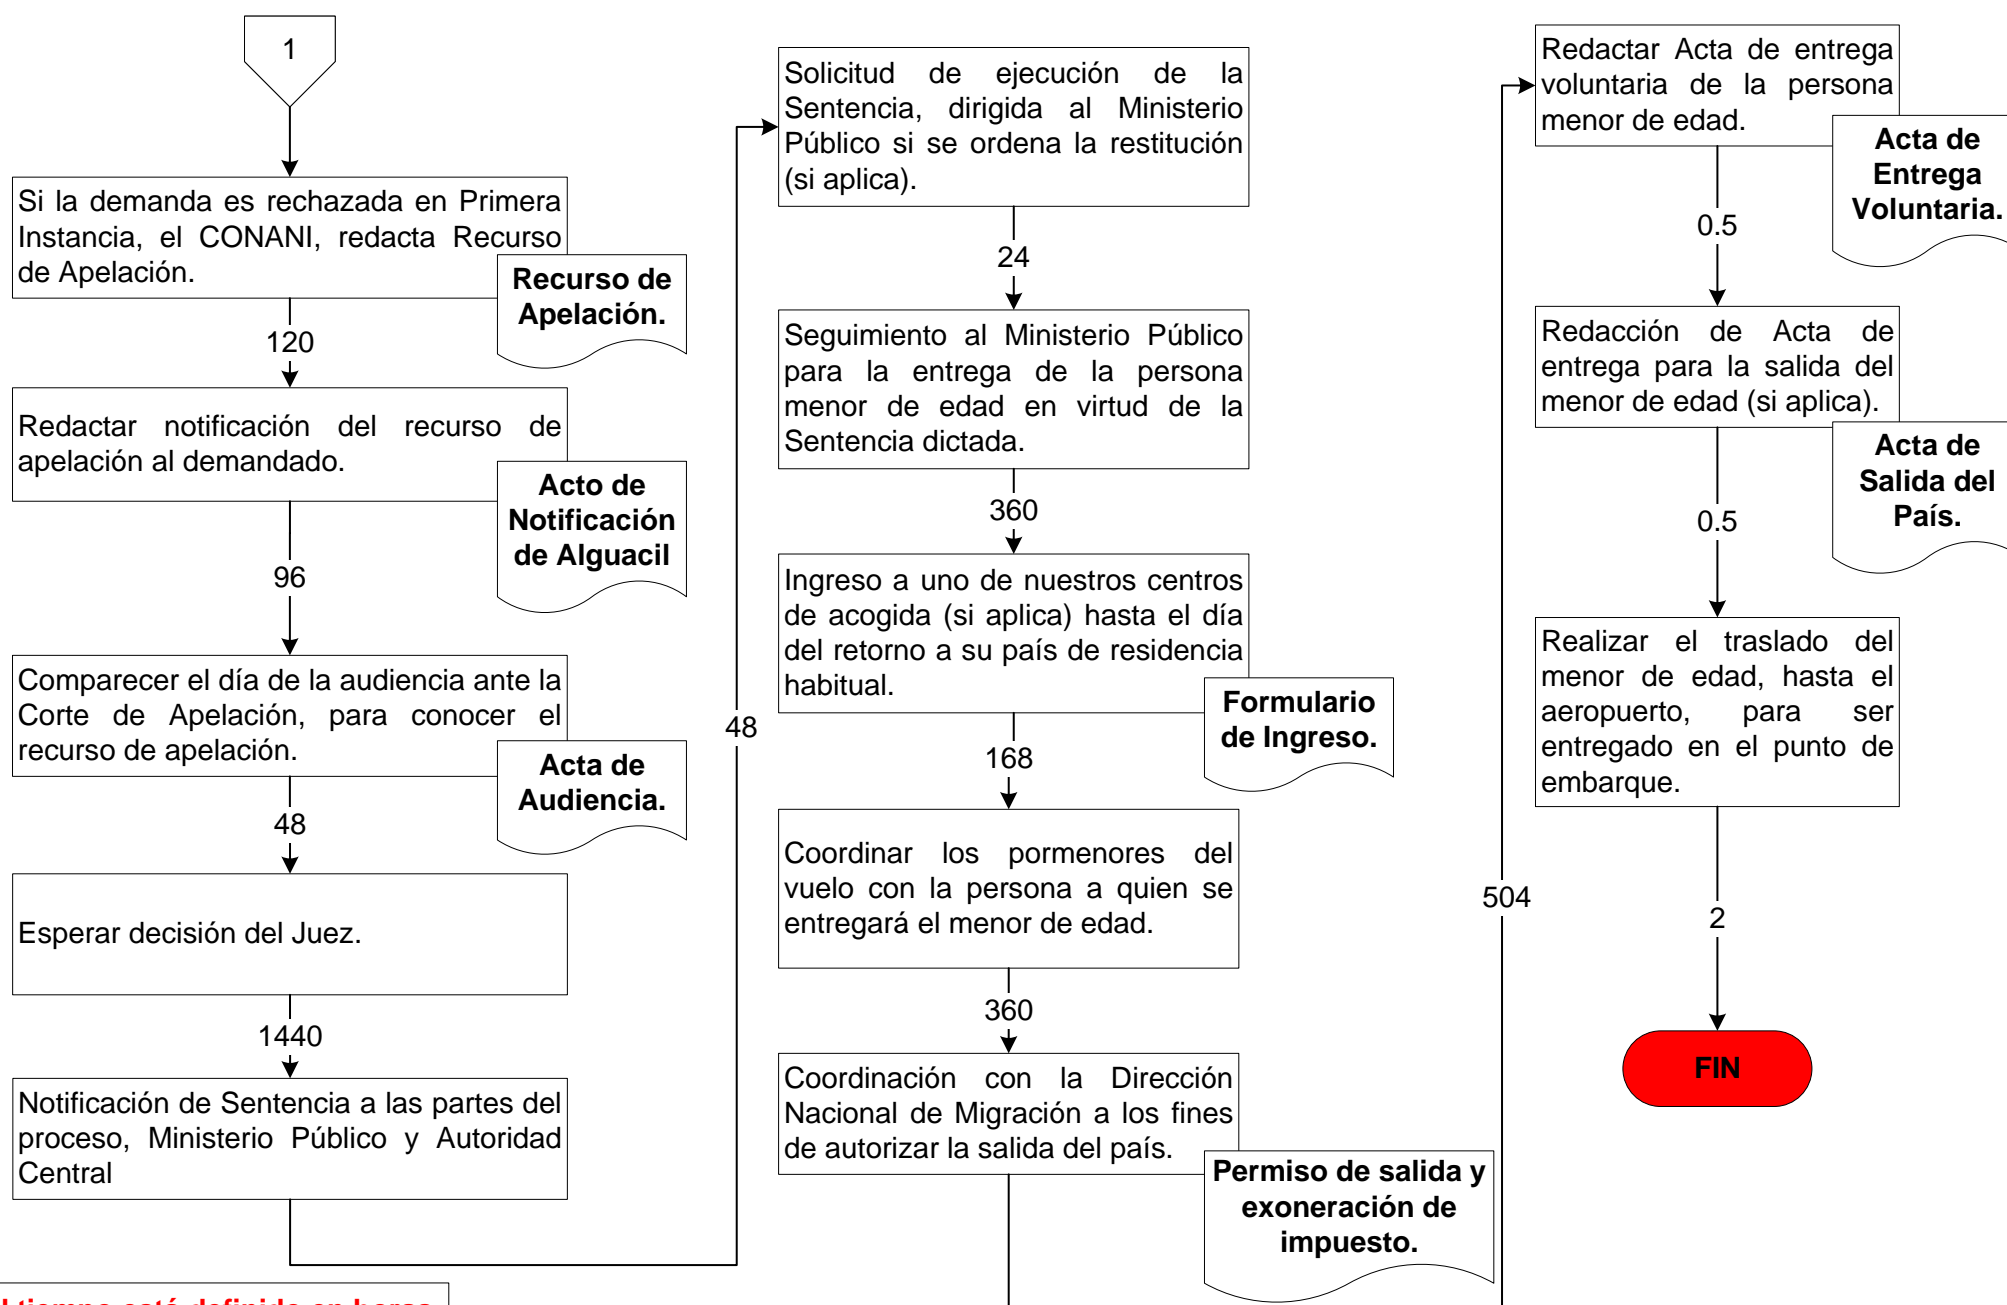 1
Si la demanda es rechazada en Primera
Instancia, el CONANI, redacta Recurso
de Apelación.
Recurso de
Apelación.
120
Redactar notificación del recurso de
apelación al demandado.
Acto de
Notificación
de Alguacil
96
Comparecer el día de la audiencia ante la
Corte de Apelación, para conocer el
recurso de apelación.
Acta de
Audiencia.
48
Esperar decisión del Juez.
1440
Notificación de Sentencia a las partes del
proceso, Ministerio Público y Autoridad
Central
48
Solicitud de ejecución de la
Sentencia, dirigida al Ministerio
Público si se ordena la restitución
(si aplica).
24
Seguimiento al Ministerio Público
para la entrega de la persona
menor de edad en virtud de la
Sentencia dictada.
360
Ingreso a uno de nuestros centros
de acogida (si aplica) hasta el día
del retorno a su país de residencia
habitual.
Formulario
de Ingreso.
168
Coordinar los pormenores del
vuelo con la persona a quien se
entregará el menor de edad.
360
Coordinación con la Dirección
Nacional de Migración a los fines
de autorizar la salida del país.
Permiso de salida y
exoneración de
impuesto.
504
Redactar Acta de entrega
voluntaria de la persona
menor de edad.
Acta de
Entrega
Voluntaria.
0.5
Redacción de Acta de
entrega para la salida del
menor de edad (si aplica).
Acta de
Salida del
País.
0.5
Realizar el traslado del
menor de edad, hasta el
aeropuerto, para ser
entregado en el punto de
embarque.
2
FIN
tiempo está definido en horas